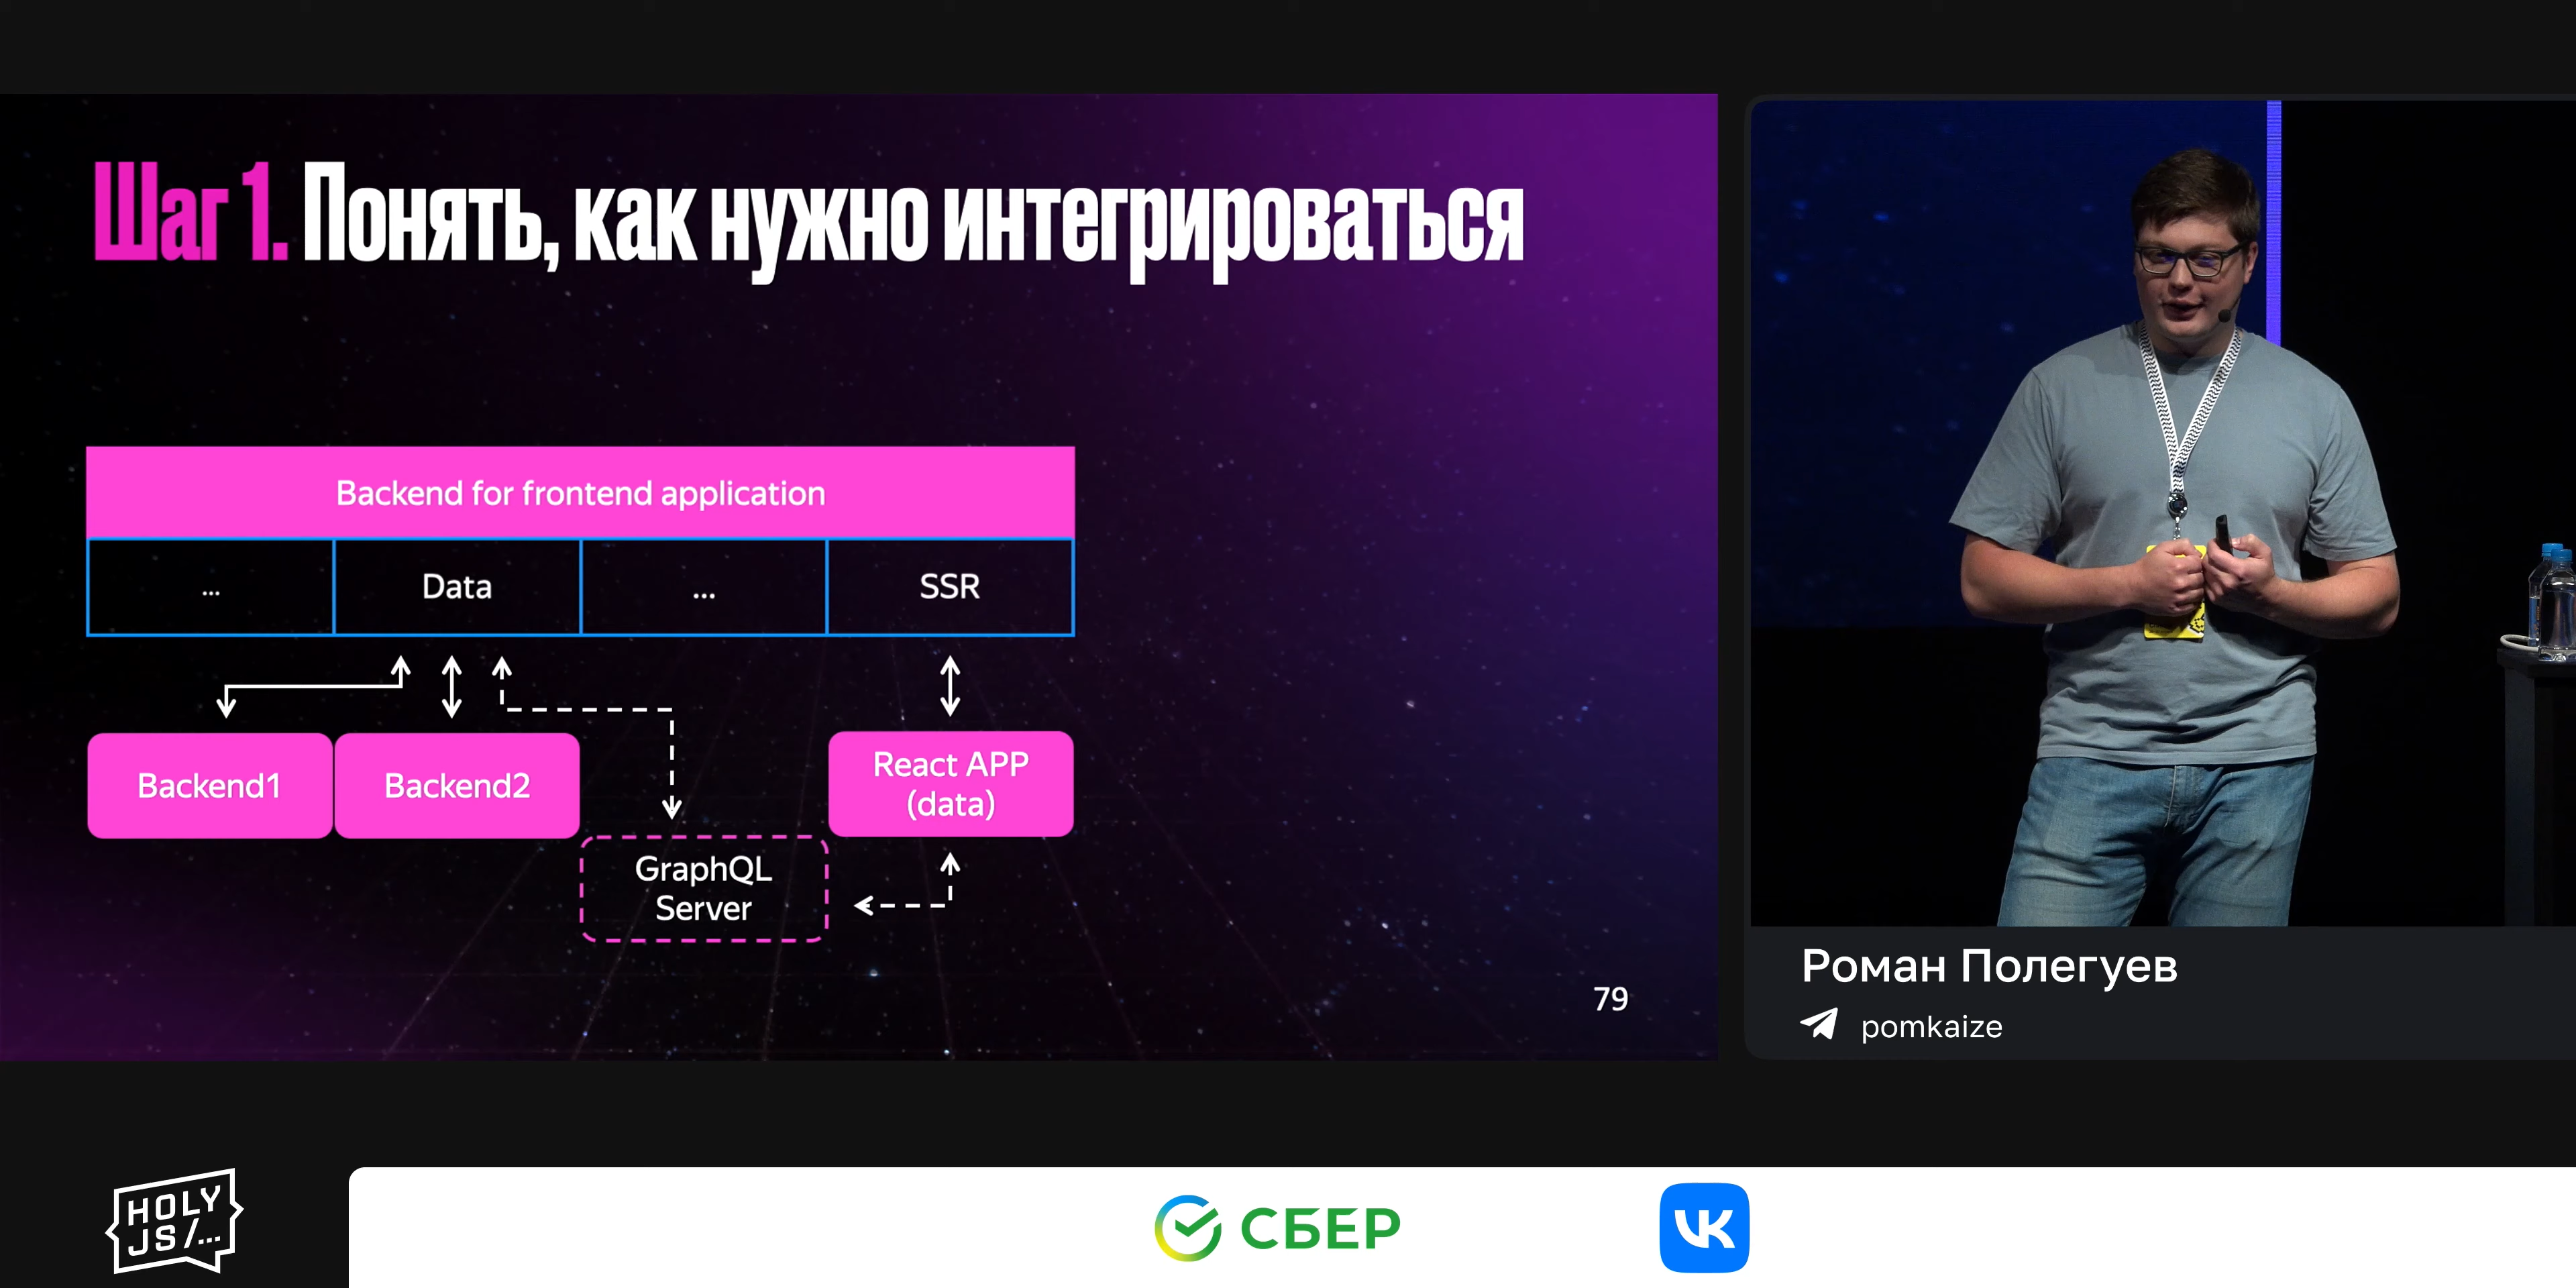 Шаг 1. Понять, как нужно интегрироваться
Backend for frontend application
...
Data
...
SSR
Backend1
Backend2
React APP
(data)
GraphQL
Server
79
Роман Полегуев
pomkaize
HOLY
JS/...
СБЕР
VK